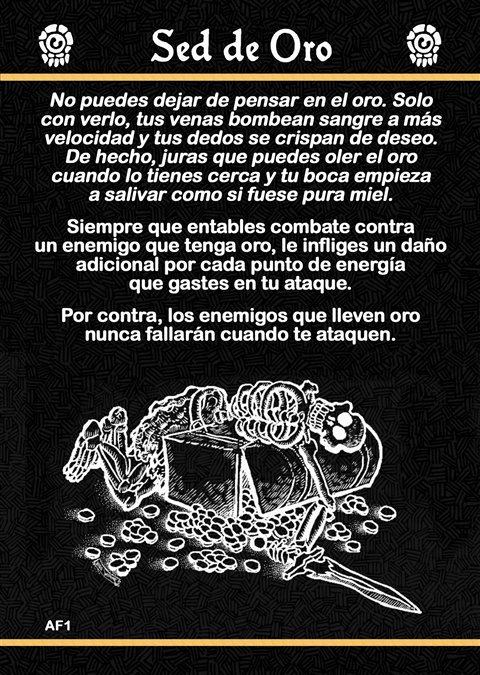 Sed de Oro
No puedes dejar de pensar en el oro. Solo
con verlo, tus venas bombean sangre a más
velocidad y tus dedos se crispan de deseo.
De hecho, juras que puedes oler el oro
cuando lo tienes cerca y tu boca empieza
a salivar como si fuese pura miel.
Siempre que entables combate contra
un enemigo que tenga oro, le infliges un daño
adicional por cada punto de energía
que gastes en tu ataque.
Por contra, los enemigos que lleven oro
nunca fallarán cuando te ataquen.
AF1